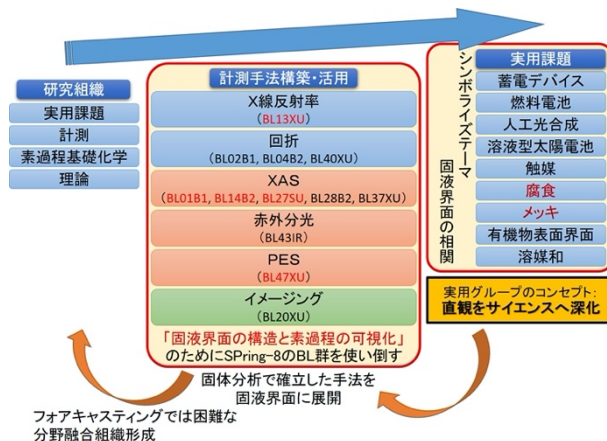 研究組織
実用課題
計測
素過程基礎化学
理論
計測手法構築・活用
X線反射率
(BL13XU)
回折
(BL02B1, BL04B2, BL40XU)
XAS
(BL01B1, BL14B2, BL27SU, BL28B2, BL37XU)
赤外分光
(BL43IR)
PES
(BL47XU)
イメージング
(BL20XU)
「固液界面の構造と素過程の可視化」
のためにSPring-8のBL群を使い倒す
シンボライズテーマ
固液界面の相関
実用課題
蓄電デバイス
燃料電池
人工光合成
溶液型太陽電池
触媒
腐食
メッキ
有機物表面界面
溶媒和
実用グループのコンセプト:
直観をサイエンスへ深化
固体分析で確立した手法を
固液界面に展開
フォアキャスティングでは困難な
分野融合組織形成